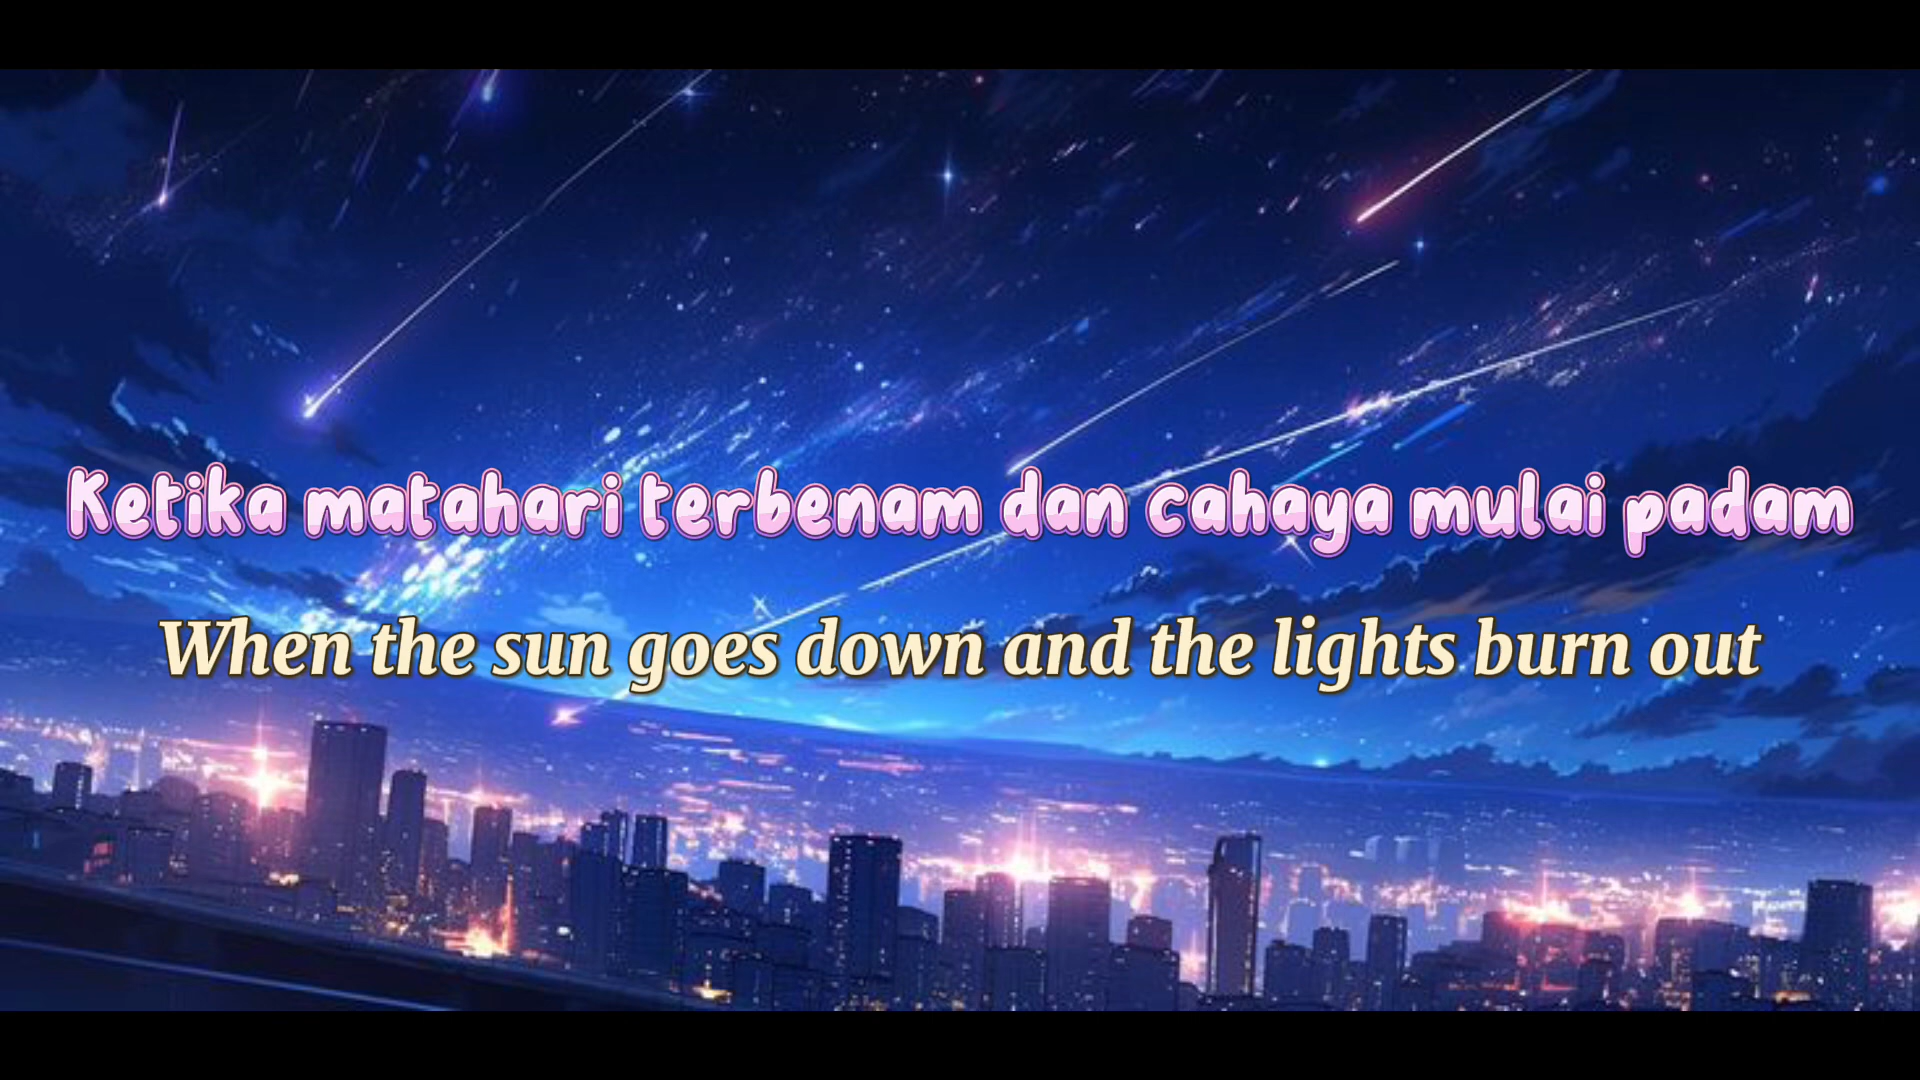 Ketika matahari terbenam dan cahaya mulai padam
When the sun goes down and the lights burn out